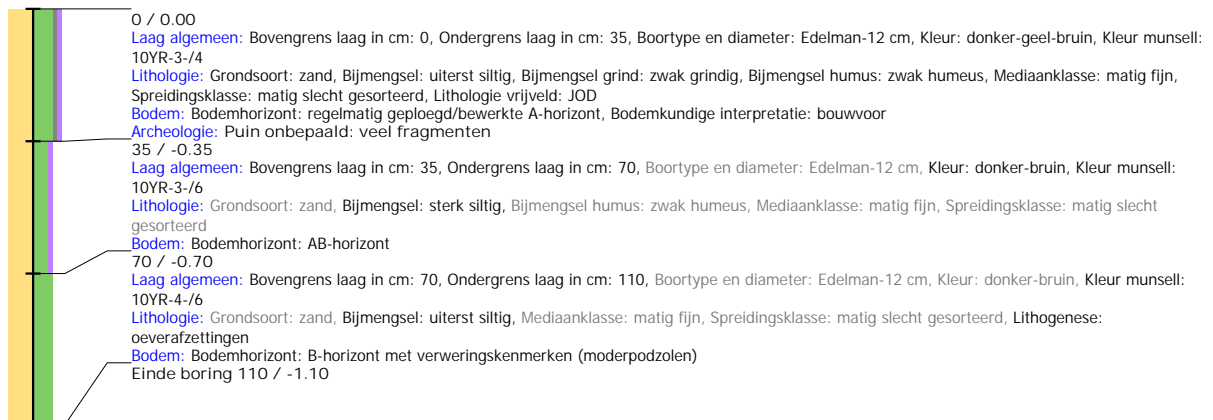 0 / 0.00
Laag algemeen: Bovengrens laag in cm: 0, Ondergrens laag in cm: 35, Boortype en diameter: Edelman-12 cm, Kleur: donker-geel-bruin, Kleur munsell:
10YR-3-/4
Lithologie: Grondsoort: zand, Bijmengsel: uiterst siltig, Bijmengsel grind: zwak grindig, Bijmengsel humus: zwak humeus, Mediaanklasse: matig fijn,
Spreidingsklasse: matig slecht gesorteerd, Lithologie vrijveld: JOD
Bodem: Bodemhorizont: regelmatig geploegd/bewerkte A-horizont, Bodemkundige interpretatie: bouwvoor
Archeologie: Puin onbepaald: veel fragmenten
35 / -0.35
Laag algemeen: Bovengrens laag in cm: 35, Ondergrens laag in cm: 70, Boortype en diameter: Edelman-12 cm, Kleur: donker-bruin, Kleur munsell:
10YR-3-/6
Lithologie: Grondsoort: zand, Bijmengsel: sterk siltig, Bijmengsel humus: zwak humeus, Mediaanklasse: matig fijn, Spreidingsklasse: matig slecht
gesorteerd
Bodem: Bodemhorizont: AB-horizont
70 / -0.70
Laag algemeen: Bovengrens laag in cm: 70, Ondergrens laag in cm: 110, Boortype en diameter: Edelman-12 cm, Kleur: donker-bruin, Kleur munsell:
10YR-4-/6
Lithologie: Grondsoort: zand, Bijmengsel: uiterst siltig, Mediaanklasse: matig fijn, Spreidingsklasse: matig slecht gesorteerd, Lithogenese:
oeverafzettingen
Bodem: Bodemhorizont: B-horizont met verweringskenmerken (moderpodzolen)
Einde boring 110 / -1.10